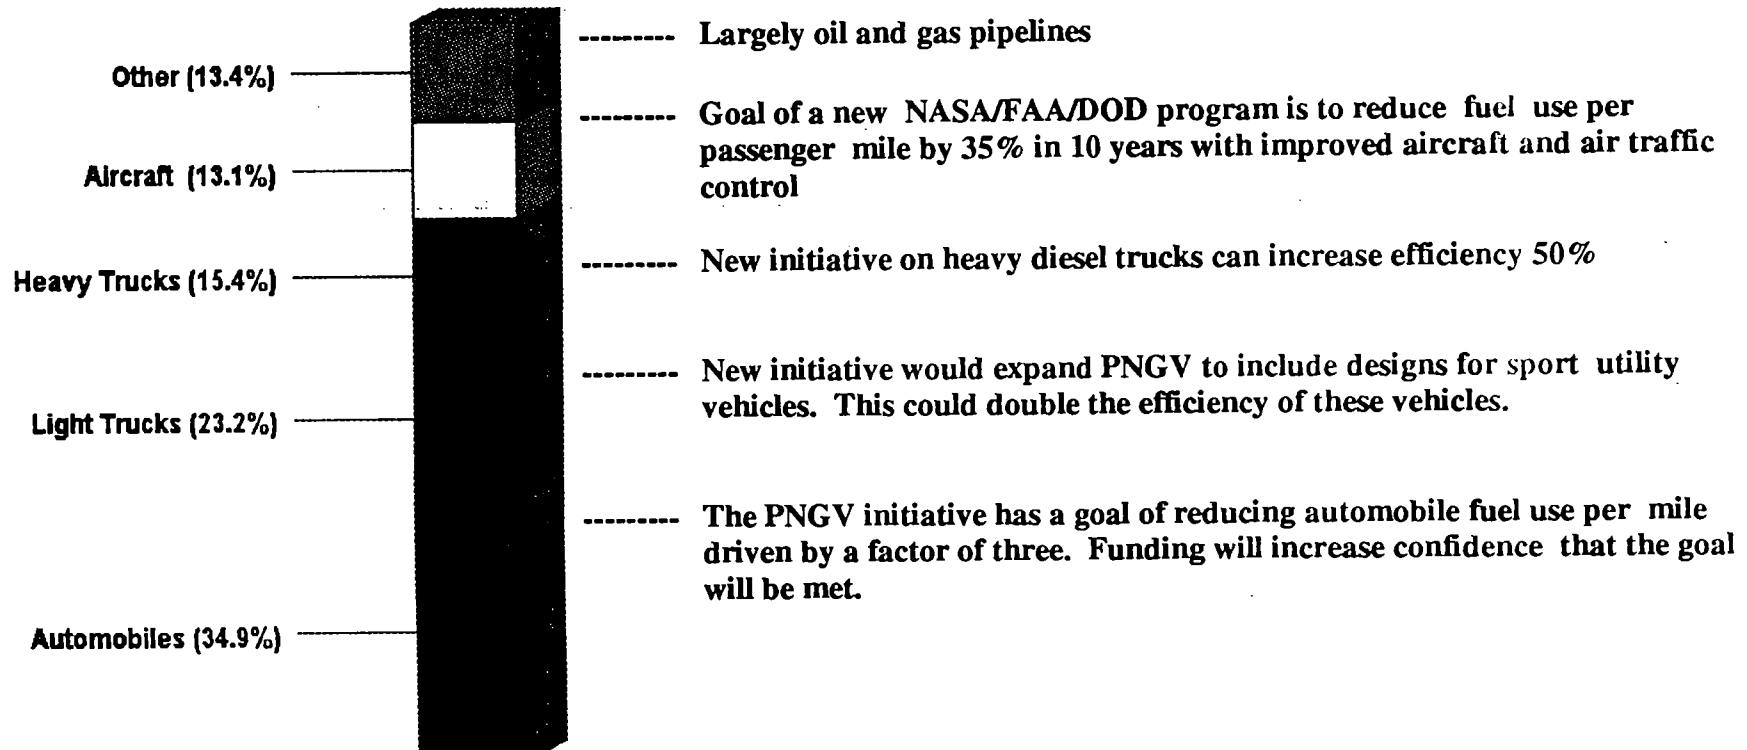 Other (13.4%)
Aircraft (13.1%)
Heavy Trucks (15.4%)
Light Trucks (23.2%)
Automobiles (34.9%)
Largely oil and gas pipelines
Goal of a new NASA/FAA/DOD program is to reduce fuel use per
passenger mile by 35% in 10 years with improved aircraft and air traffic
control
New initiative on heavy diesel trucks can increase efficiency 50%
New initiative would expand PNGV to include designs for sport utility
vehicles. This could double the efficiency of these vehicles.
The PNGV initiative has a goal of reducing automobile fuel use per mile
driven by a factor of three. Funding will increase confidence that the goal
will be met.